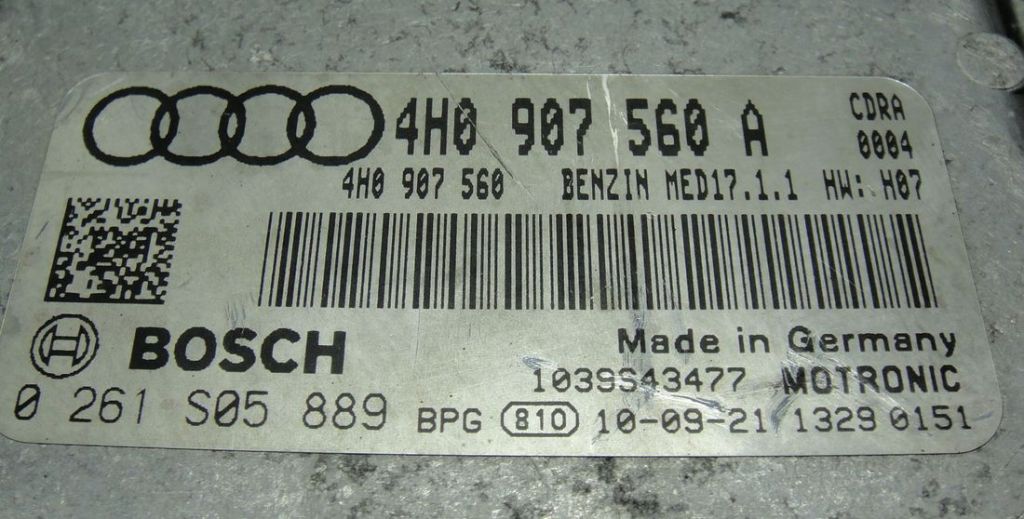 4H0 907 560 A CDRA
0004
4H0 907 560 BENZIN MED17.1.1 HW: H07
BOSCH Made in Germany
1039S43477 MOTRONIC
0 261 S05 889 BPG 810 10-09-21 1329 0151